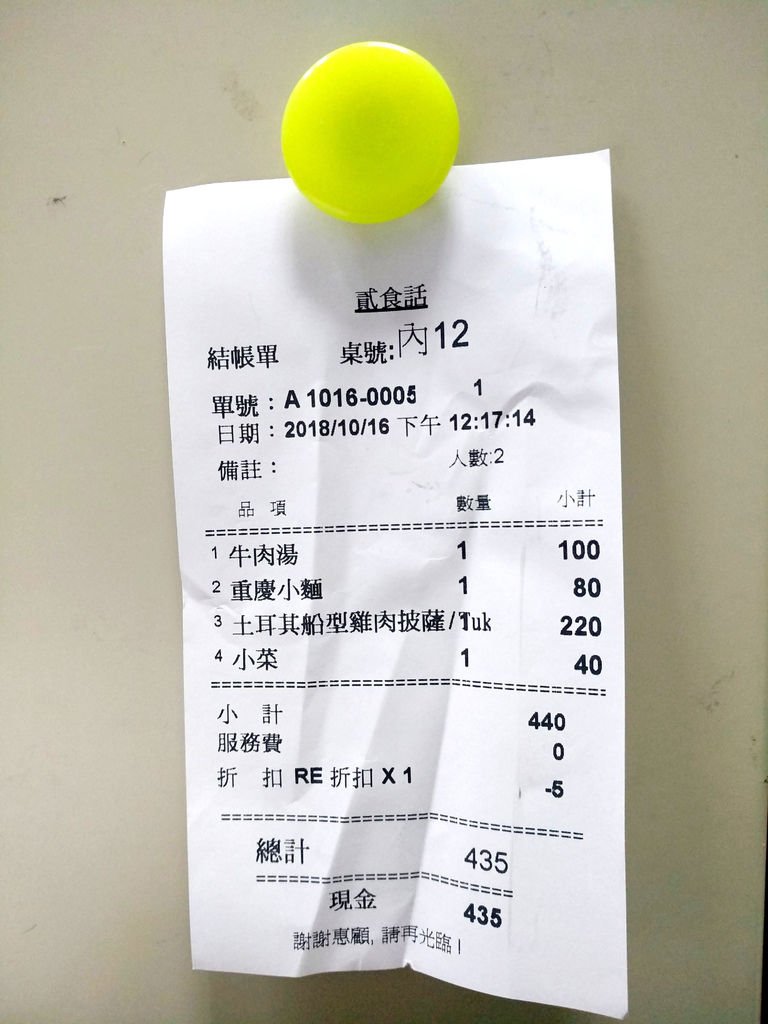 貳食話
結帳單 桌號:內12
單號：A 1016-0005 1
日期：2018/10/16 下午 12:17:14
備註： 人數:2
品 項 數量 小計
================================
1 牛肉湯 1 100
2 重慶小麵 1 80
3 土耳其船型雞肉披薩/Tuk 1 220
4 小菜 1 40
================================
小 計 440
服務費 0
折 扣 RE 折扣 X 1 -5
================================
總計 435
================================
現金 435
謝謝惠顧, 請再光臨!